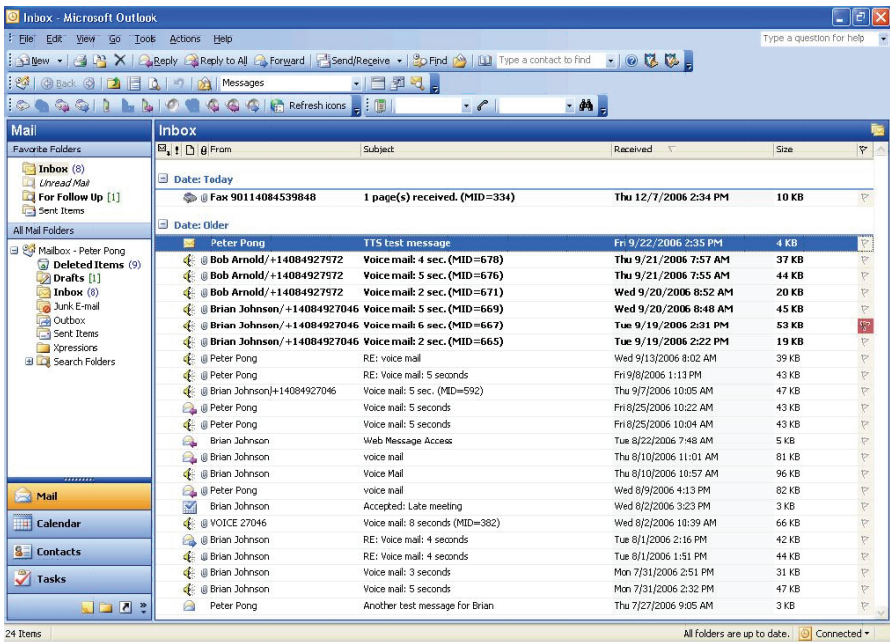 Inbox - Microsoft Outlook
File Edit View Go Tools Actions Help Type a question for help
New Reply Reply to All Forward Send/Receive Find Type a contact to find
Back Messages
Refresh icons
Mail
Favorite Folders
Inbox (8)
Unread Mail
For Follow Up [1]
Sent Items
All Mail Folders
Mailbox - Peter Pong
Deleted Items (9)
Drafts [1]
Inbox (8)
Junk E-mail
Outbox
Sent Items
Xpressions
Search Folders
Mail
Calendar
Contacts
Tasks
Inbox
From Subject Received Size
Date: Today
Fax 90114084539848 1 page(s) received. (MID=334) Thu 12/7/2006 2:34 PM 10 KB
Date: Older
Peter Pong TTS test message Fri 9/22/2006 2:35 PM 4 KB
Bob Arnold/+14084927972 Voice mail: 4 sec. (MID=678) Thu 9/21/2006 7:57 AM 37 KB
Bob Arnold/+14084927972 Voice mail: 5 sec. (MID=676) Thu 9/21/2006 7:55 AM 44 KB
Bob Arnold/+14084927972 Voice mail: 2 sec. (MID=671) Wed 9/20/2006 8:52 AM 20 KB
Brian Johnson/+14084927046 Voice mail: 5 sec. (MID=669) Wed 9/20/2006 8:48 AM 45 KB
Brian Johnson/+14084927046 Voice mail: 6 sec. (MID=667) Tue 9/19/2006 2:31 PM 53 KB
Brian Johnson/+14084927046 Voice mail: 2 sec. (MID=665) Tue 9/19/2006 2:22 PM 19 KB
Peter Pong RE: voice mail Wed 9/13/2006 8:02 AM 39 KB
Peter Pong RE: Voice mail: 5 seconds Fri 9/8/2006 1:13 PM 43 KB
Brian Johnson/+14084927046 Voice mail: 5 sec. (MID=592) Thu 9/7/2006 10:05 AM 47 KB
Peter Pong Voice mail: 5 seconds Fri 8/25/2006 10:22 AM 43 KB
Peter Pong Voice mail: 5 seconds Fri 8/25/2006 10:04 AM 43 KB
Brian Johnson Web Message Access Tue 8/22/2006 7:48 AM 5 KB
Brian Johnson voice mail Thu 8/10/2006 11:01 AM 81 KB
Brian Johnson Voice Mail Thu 8/10/2006 10:57 AM 96 KB
Peter Pong voice mail Wed 8/9/2006 4:13 PM 82 KB
Brian Johnson Accepted: Late meeting Wed 8/2/2006 3:23 PM 3 KB
VOICE 27046 Voice mail: 8 seconds (MID=382) Wed 8/2/2006 10:39 AM 66 KB
Brian Johnson RE: Voice mail: 4 seconds Tue 8/1/2006 2:16 PM 42 KB
Brian Johnson RE: Voice mail: 4 seconds Tue 8/1/2006 1:51 PM 44 KB
Brian Johnson Voice mail: 3 seconds Mon 7/31/2006 2:51 PM 31 KB
Brian Johnson Voice mail: 5 seconds Mon 7/31/2006 2:32 PM 47 KB
Peter Pong Another test message for Brian Thu 7/27/2006 9:05 AM 3 KB
24 Items All folders are up to date. Connected